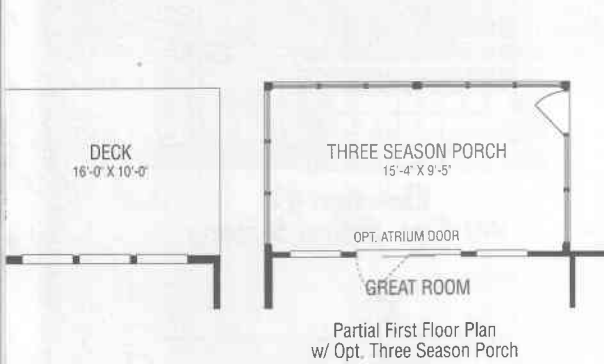 DECK
16'-0" X 10'-0"
THREE SEASON PORCH
15'-4" X 9'-5"
OPT. ATRIUM DOOR
GREAT ROOM
Partial First Floor Plan
w/ Opt. Three Season Porch